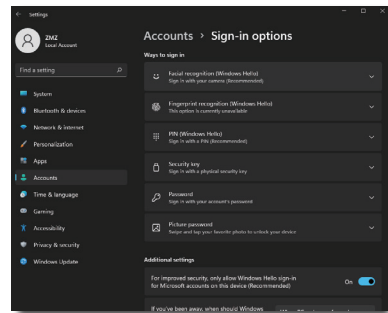 Settings
ZMZ
Local Account
Find a setting
System
Bluetooth & devices
Network & internet
Personalization
Apps
Accounts
Time & language
Gaming
Accessibility
Privacy & security
Windows Update
Accounts > Sign-in options
Ways to sign in
Facial recognition (Windows Hello)
Sign in with your camera (Recommended)
Fingerprint recognition (Windows Hello)
This option is currently unavailable
PIN (Windows Hello)
Sign in with a PIN (Recommended)
Security key
Sign in with a physical security key
Password
Sign in with your account's password
Picture password
Swipe and tap your favorite photo to unlock your device
Additional settings
For improved security, only allow Windows Hello sign-in
for Microsoft accounts on this device (Recommended)
On
If you've been away, when should Windows